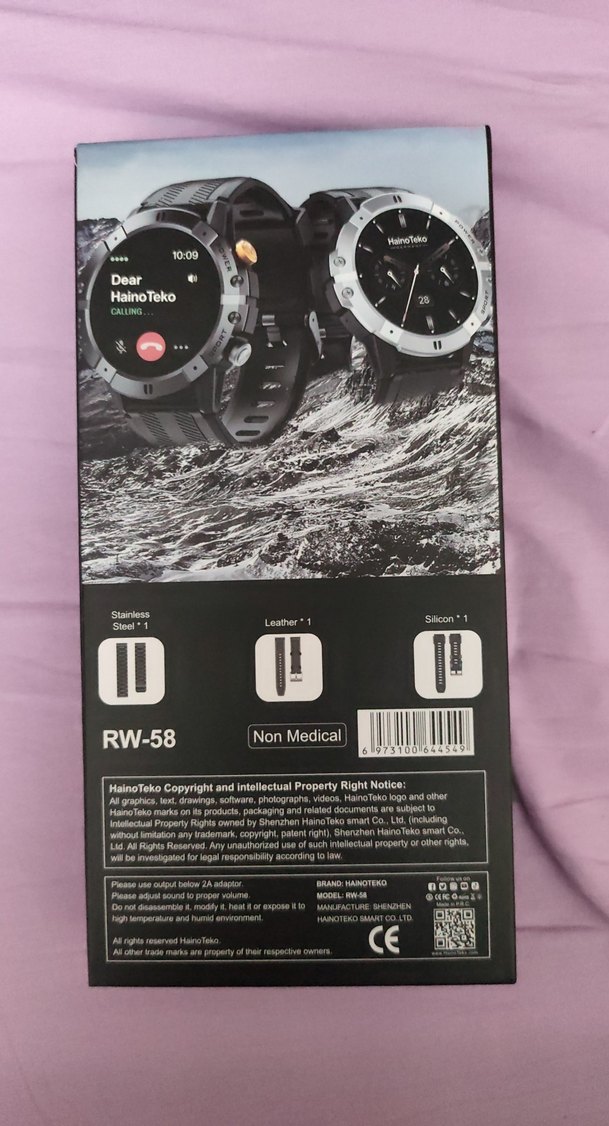 10:09
Dear
HainoTeko
CALLING...
POWER
SPORT
HainoTeko
28
POWER
SPORT
Stainless
Steel * 1
Leather * 1
Silicon * 1
RW-58
Non Medical
6 973100 644549
HainoTeko Copyright and intellectual Property Right Notice:
All graphics, text, drawings, software, photographs, videos, HainoTeko logo and other
HainoTeko marks on its products, packaging and related documents are subject to
Intellectual Property Rights owned by Shenzhen HainoTeko smart Co., Ltd. (including
without limitation any trademark, copyright, patent right), Shenzhen HainoTeko smart Co.,
Ltd. All Rights Reserved. Any unauthorized use of such intellectual property or other rights,
will be investigated for legal responsibility according to law.
Please use output below 2A adaptor.
Please adjust sound to proper volume.
Do not disassemble it, modify it, heat it or expose it to
high temperature and humid environment.
All rights reserved HainoTeko.
All other trade marks are property of their respective owners.
BRAND: HAINOTEKO
MODEL: RW-58
MANUFACTURE: SHENZHEN
HAINOTEKO SMART CO.,LTD.
CE
Follow us on
Made in P.R.C.
www.HainoTeko.com